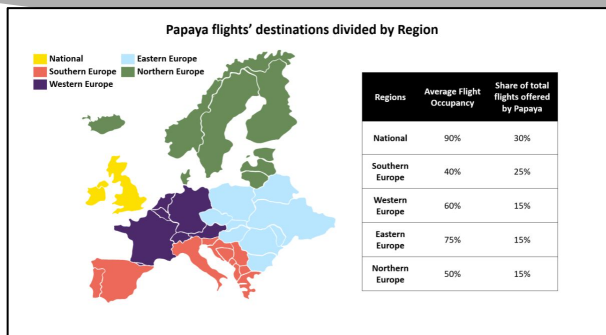 Papaya flights' destinations divided by Region
National
Eastern Europe
Southern Europe
Northern Europe
Western Europe
Regions
Average Flight
Occupancy
Share of total
flights offered
by Papaya
National 90% 30%
Southern
Europe
40% 25%
Western
Europe
60% 15%
Eastern
Europe
75% 15%
Northern
Europe
50% 15%